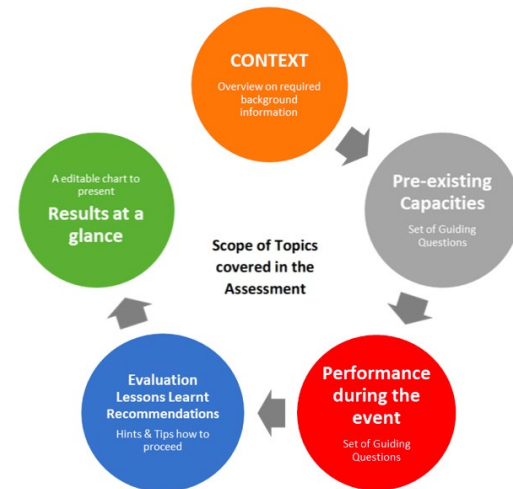 CONTEXT
Overview on required
background
information
Pre-existing
Capacities
Set of Guiding
Questions
Performance
during the
event
Set of Guiding
Questions
Evaluation
Lessons Learnt
Recommendations
Hints & Tips how to
proceed
A editable chart to
present
Results at a
glance
Scope of Topics
covered in the
Assessment